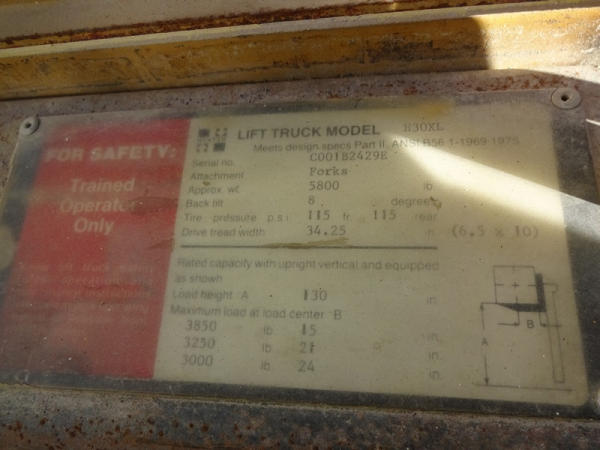 FOR SAFETY:
Trained
Operator
Only
LIFT TRUCK MODEL H30XL
Meets design specs Part II, ANSI B56.1-1969 1975
Serial no. C001B2429E
Attachment Forks
Approx. wt. 5800 lb.
Back tilt 8 degrees
Tire pressure p.s.i. 115 fr. 115 rear
Drive tread width 34.25 in. (6.5 x 10)
Rated capacity with upright vertical and equipped
as shown
Load height A 130 in.
Maximum load at load center B
3850 lb 15 in.
3250 lb 21 in.
3000 lb. 24 in.
A
B